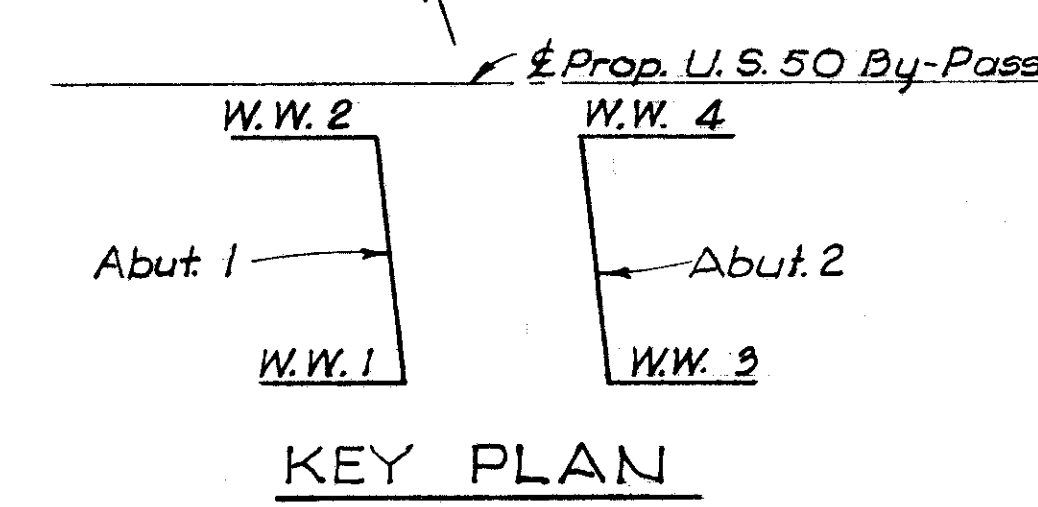 ℄ Prop. U. S. 50 By-Pass
W. W. 2
W. W. 4
Abut. 1
Abut. 2
W. W. 1
W.W. 3
KEY PLAN